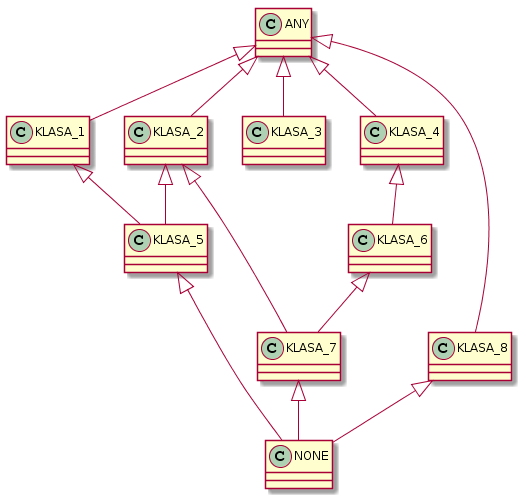 C ANY
C KLASA_1
C KLASA_2
C KLASA_3
C KLASA_4
C KLASA_5
C KLASA_6
C KLASA_7
C KLASA_8
C NONE